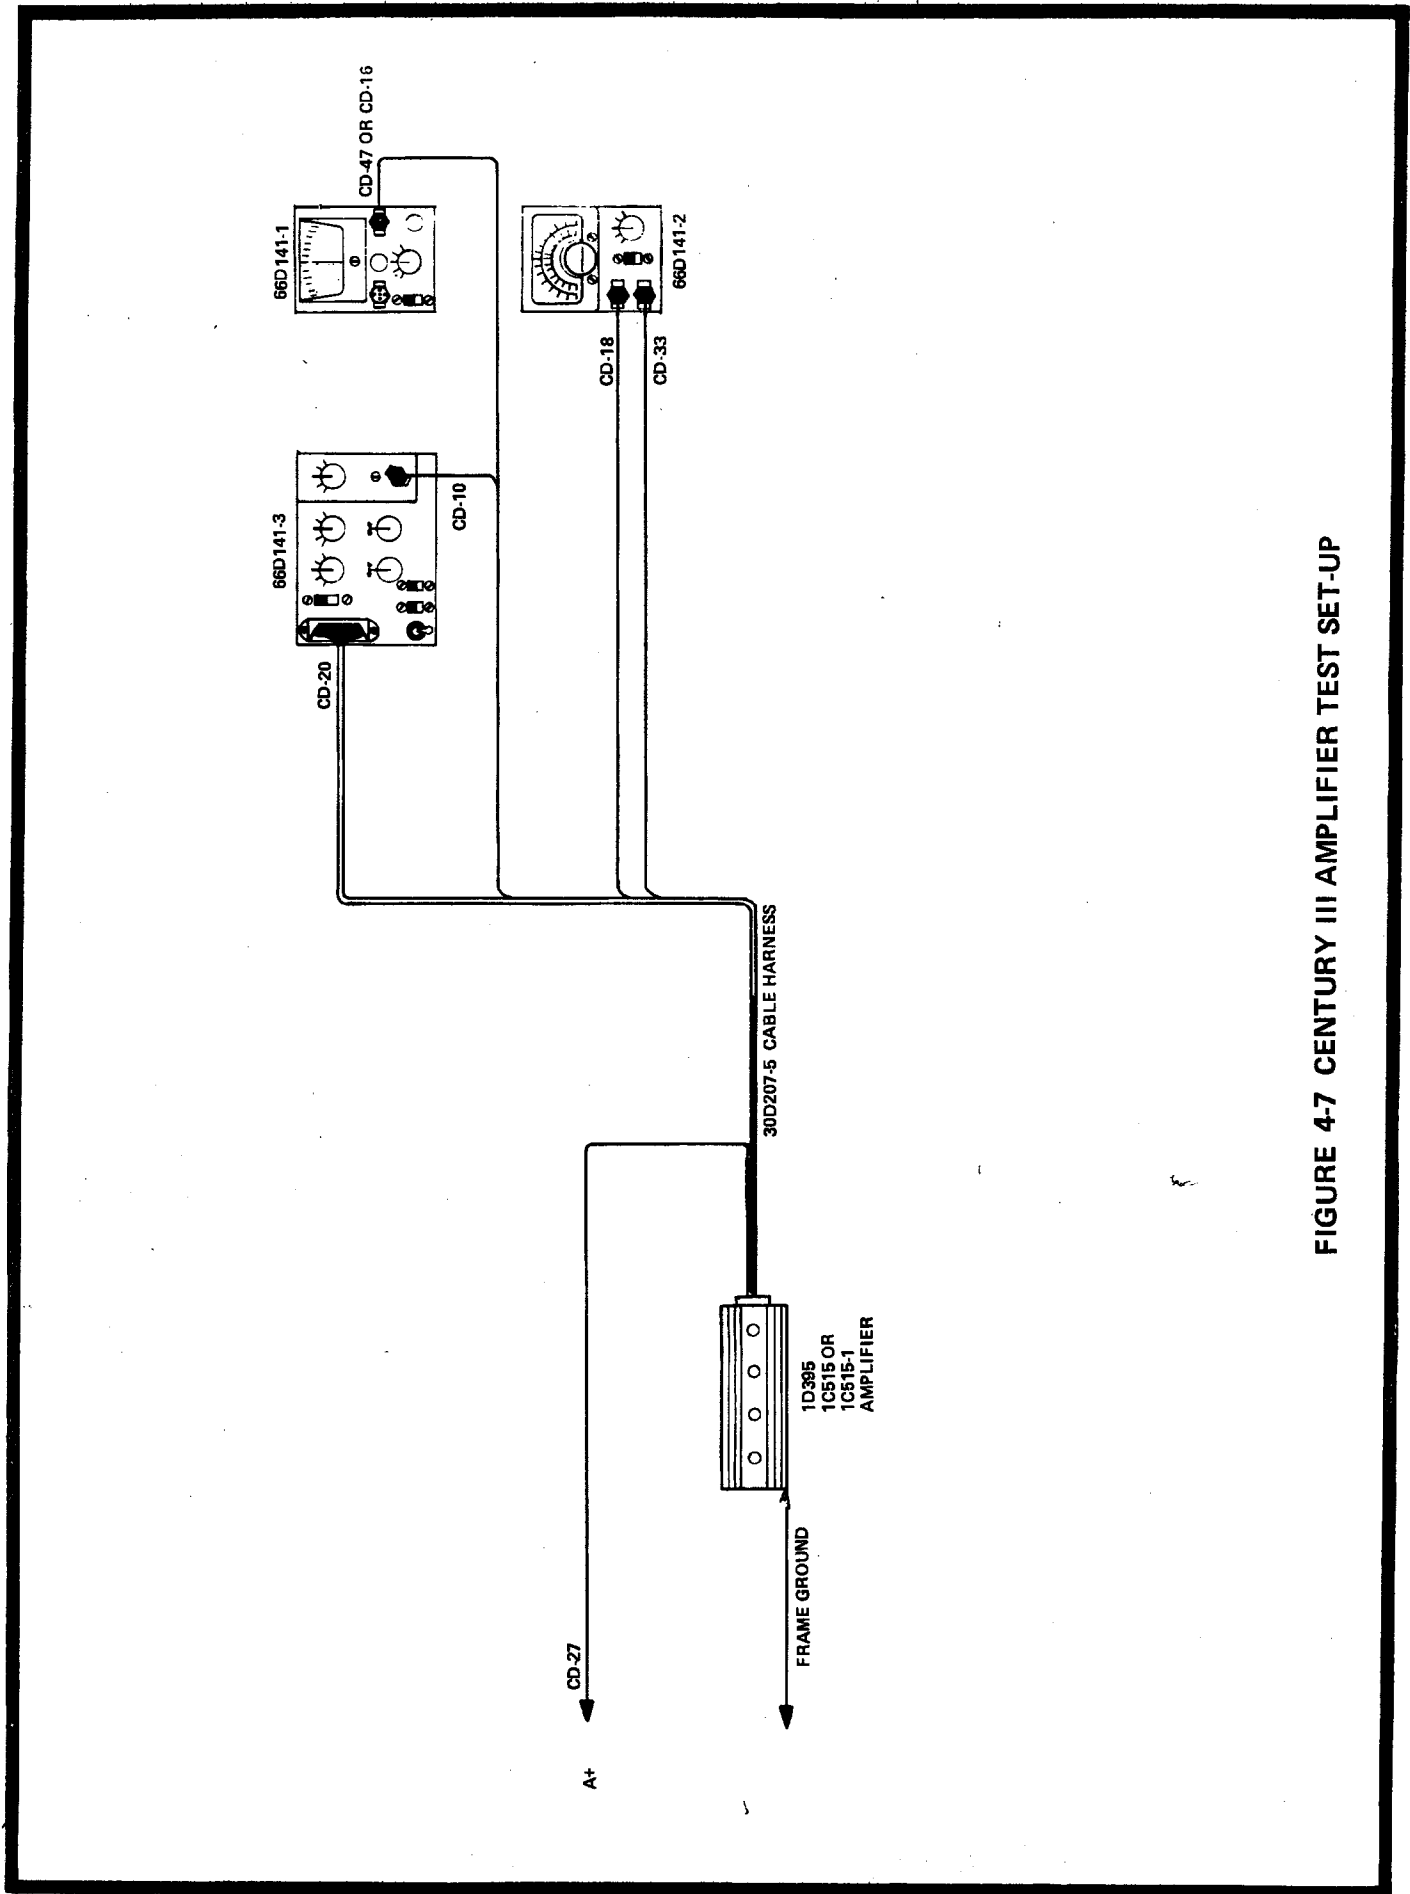 66D141-1
CD-47 OR CD-16
66D141-3
CD-10
CD-20
66D141-2
CD-18
CD-33
30D207-5 CABLE HARNESS
CD-27
A+
1D395
1C515 OR
1C515-1
AMPLIFIER
FRAME GROUND
FIGURE 4-7 CENTURY III AMPLIFIER TEST SET-UP